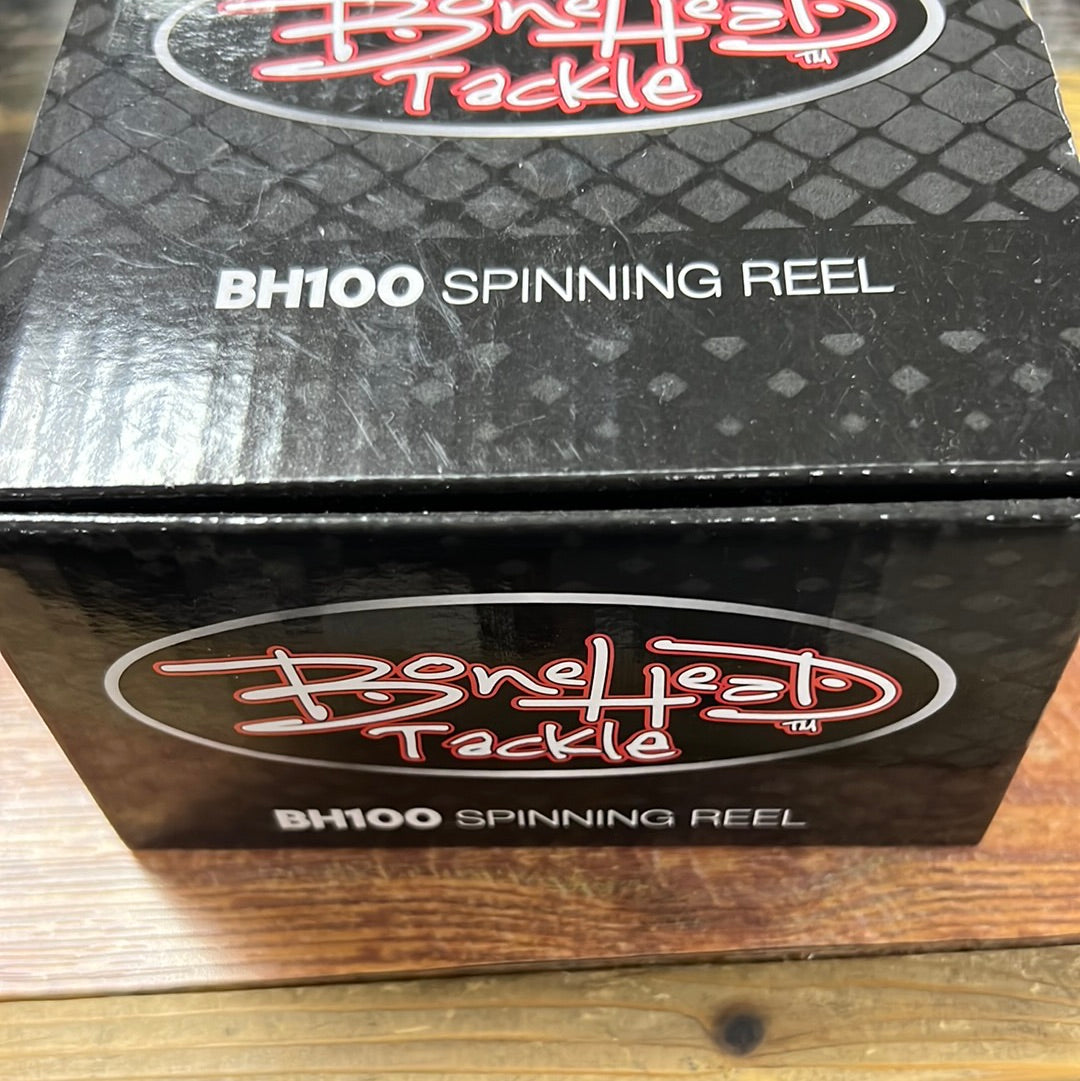 BoneHead
Tackle TM
BH100 SPINNING REEL
BoneHead TM
Tackle
BH100 SPINNING REEL